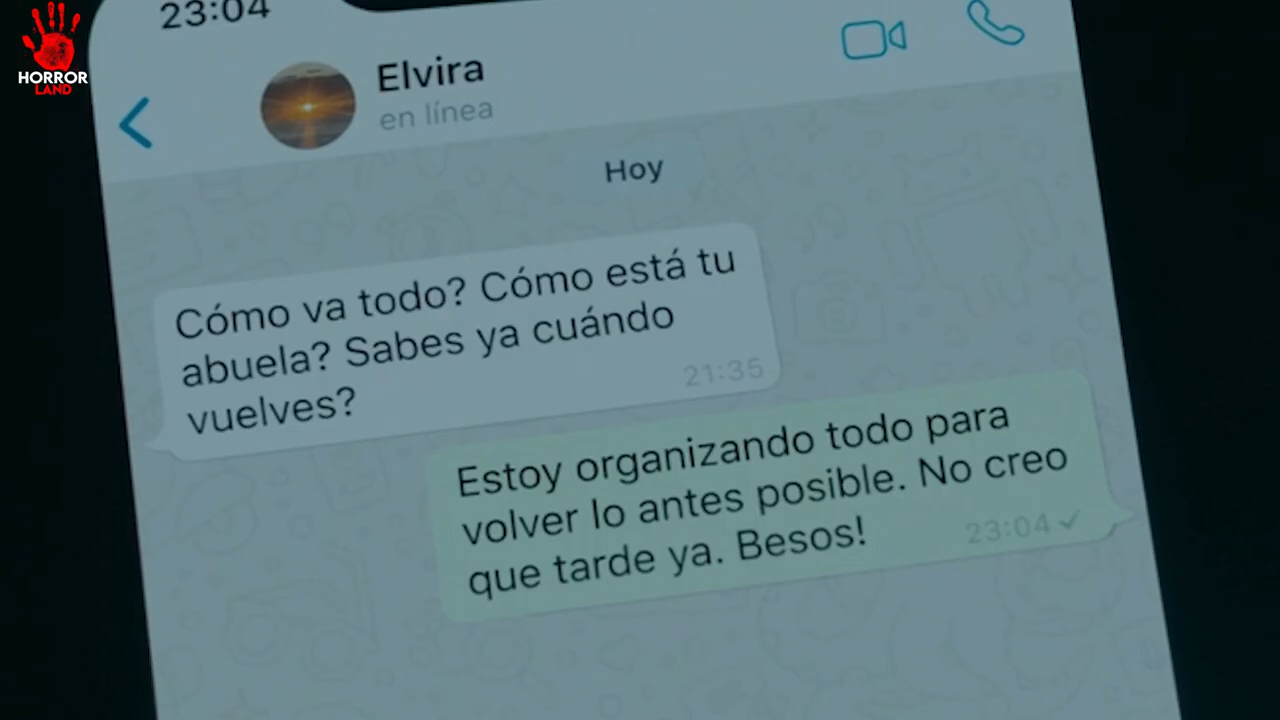 HORROR
LAND
23:04
Elvira
en línea
Hoy
Cómo va todo? Cómo está tu
abuela? Sabes ya cuándo
vuelves?
21:35
Estoy organizando todo para
volver lo antes posible. No creo
que tarde ya. Besos!
23:04